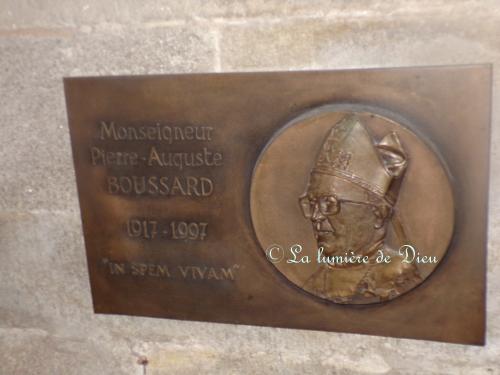 Monseigneur
Pierre-Auguste
BOUSSARD
1917-1997
"IN SPEM VIVAM"
© La lumière de Dieu